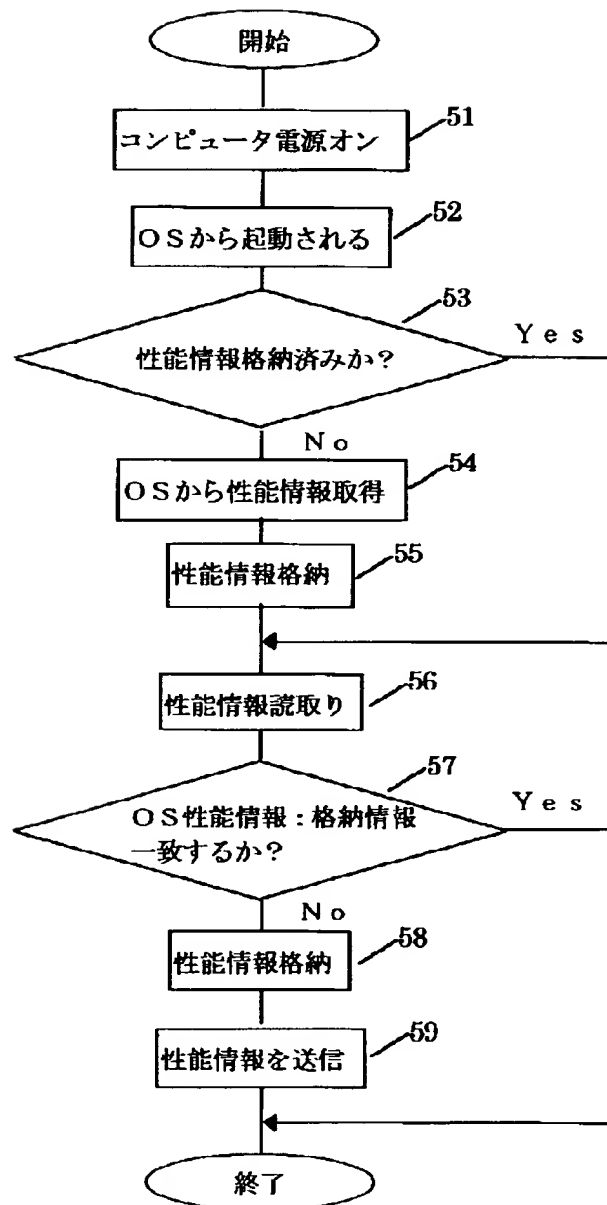 開始
コンピュータ電源オン
51
OSから起動される
52
53
性能情報格納済みか?
Yes
No
OSから性能情報取得
54
性能情報格納
55
性能情報読取り
56
57
OS性能情報:格納情報
一致するか?
Yes
No
性能情報格納
58
性能情報を送信
59
終了